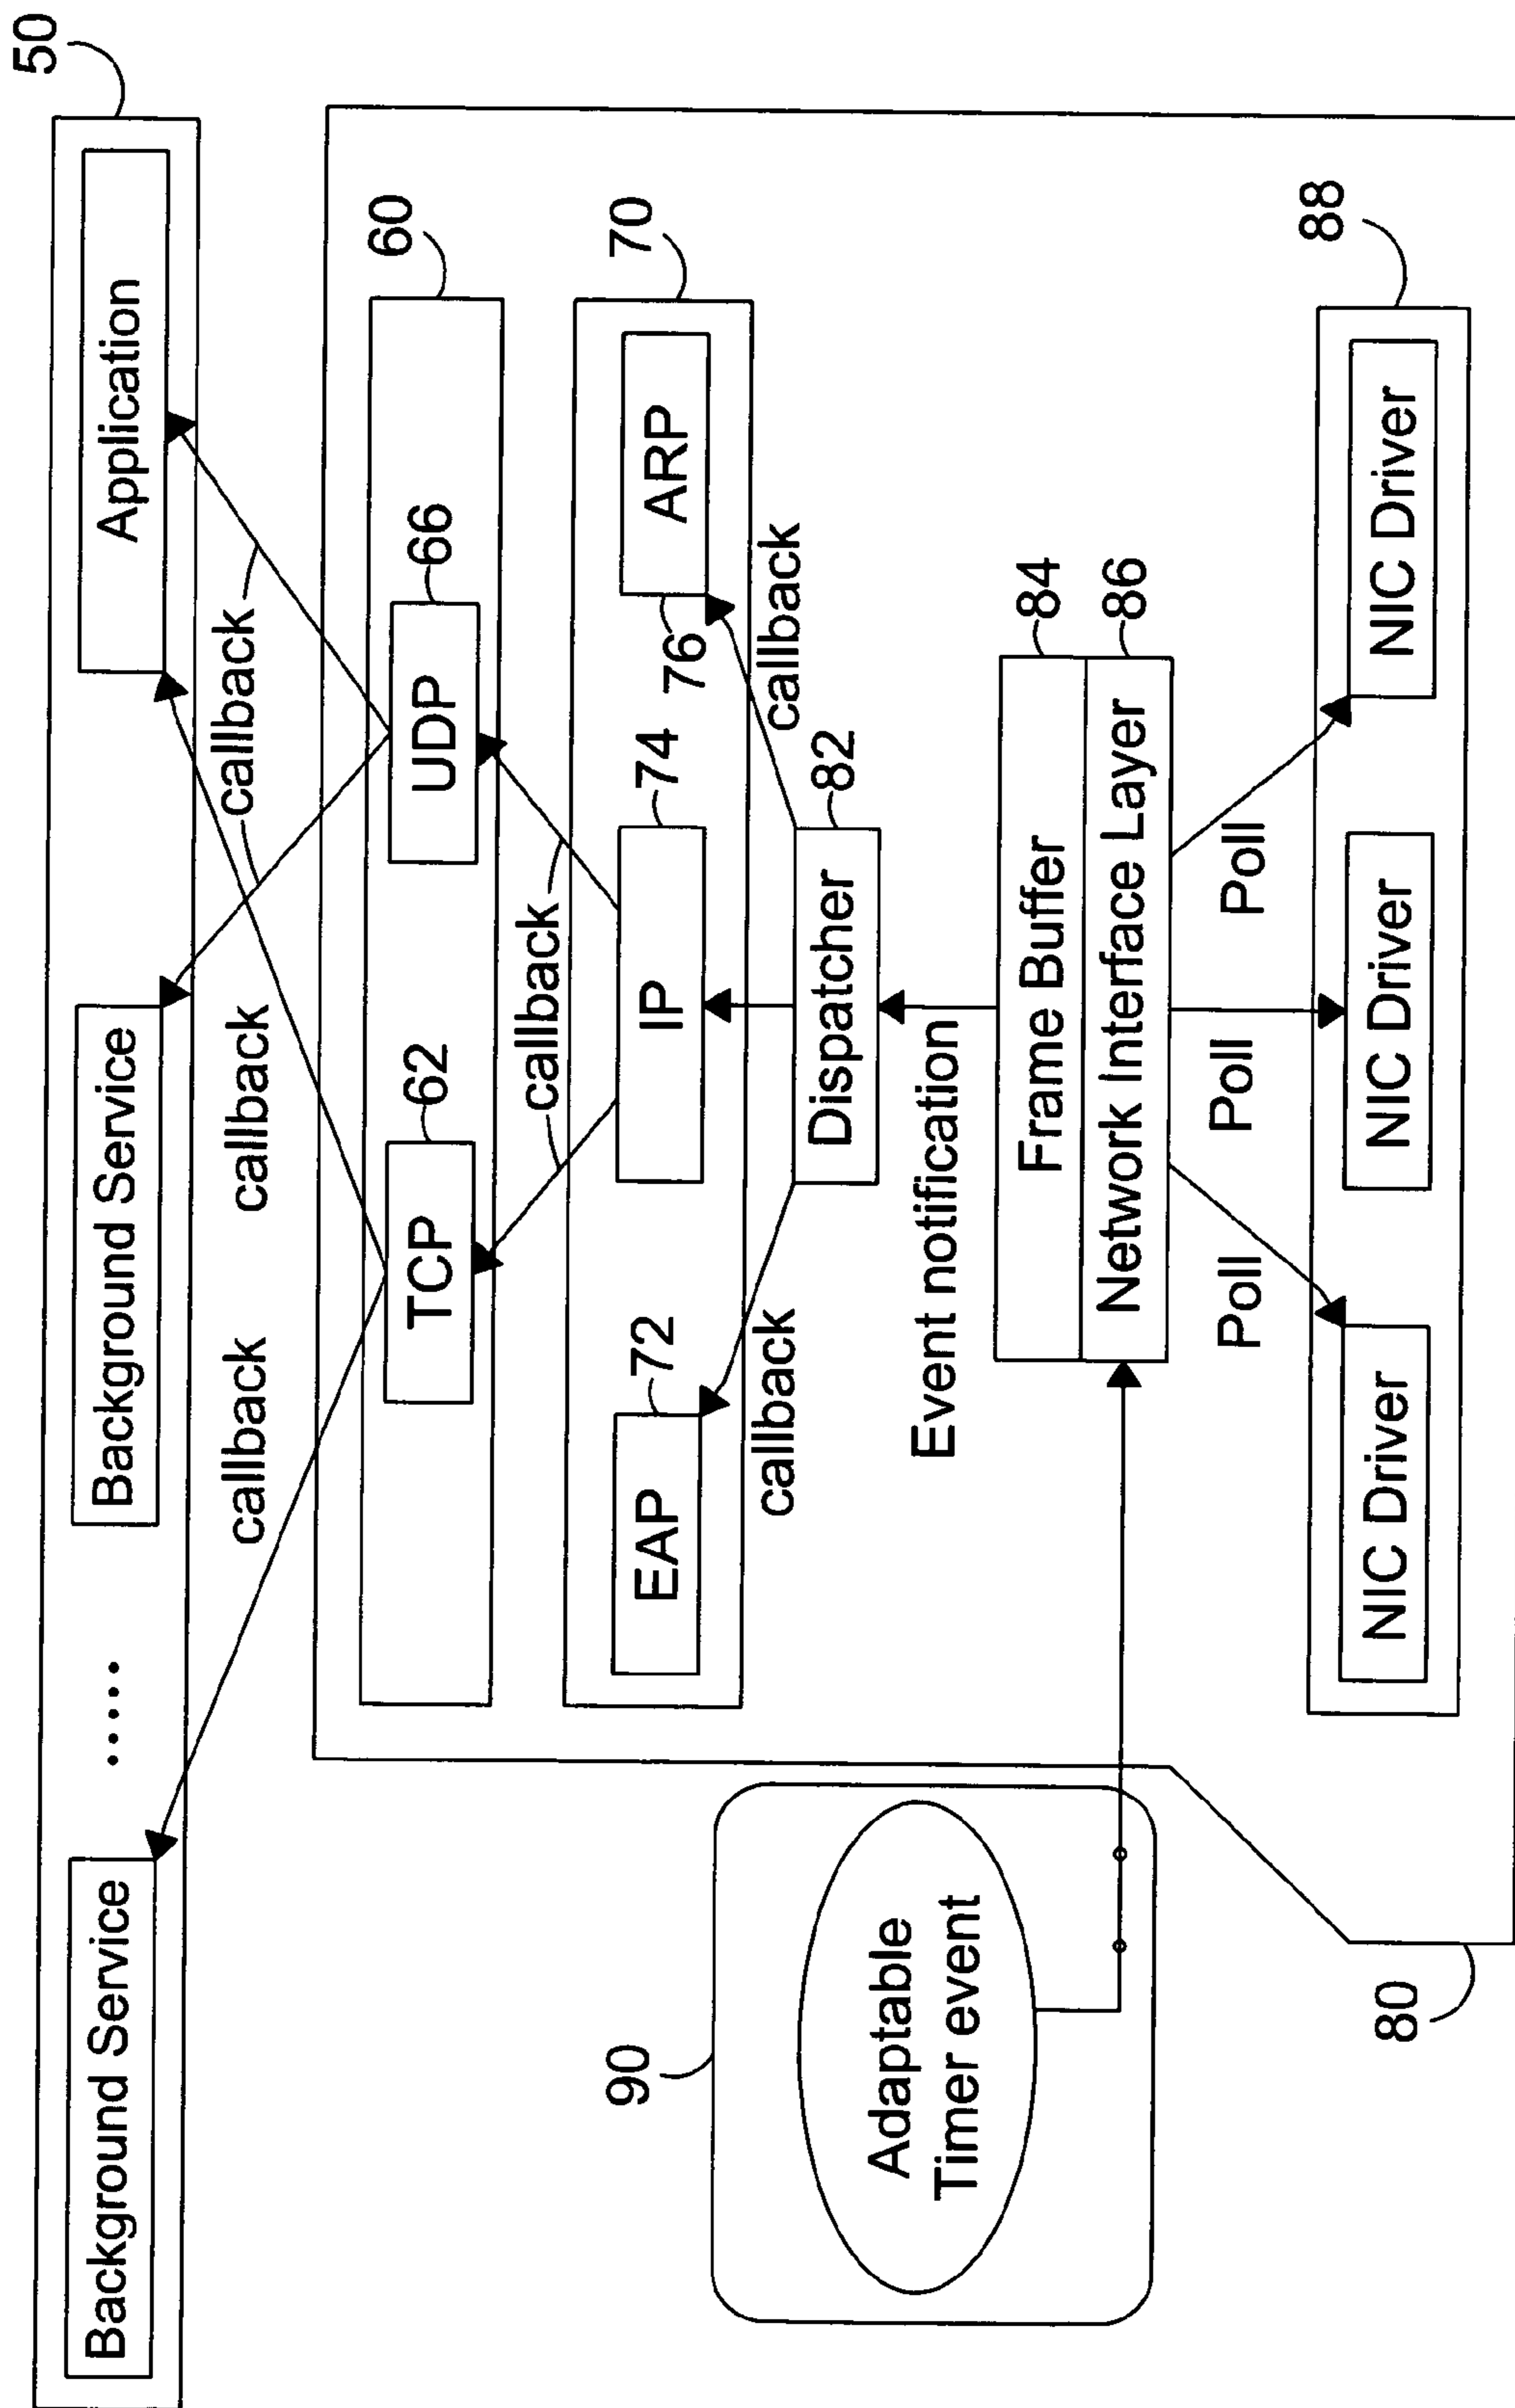 50
Background Service
.....
Background Service
Application
callback
callback
callback
60
TCP
62
UDP
66
callback
70
EAP
72
IP
74
ARP
76
callback
callback
Dispatcher
82
90
Adaptable
Timer event
Event notification
Frame Buffer
84
Network Interface Layer
86
Poll
Poll
Poll
88
NIC Driver
NIC Driver
NIC Driver
80